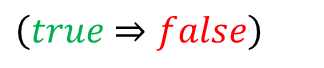 (true ⇒ false)